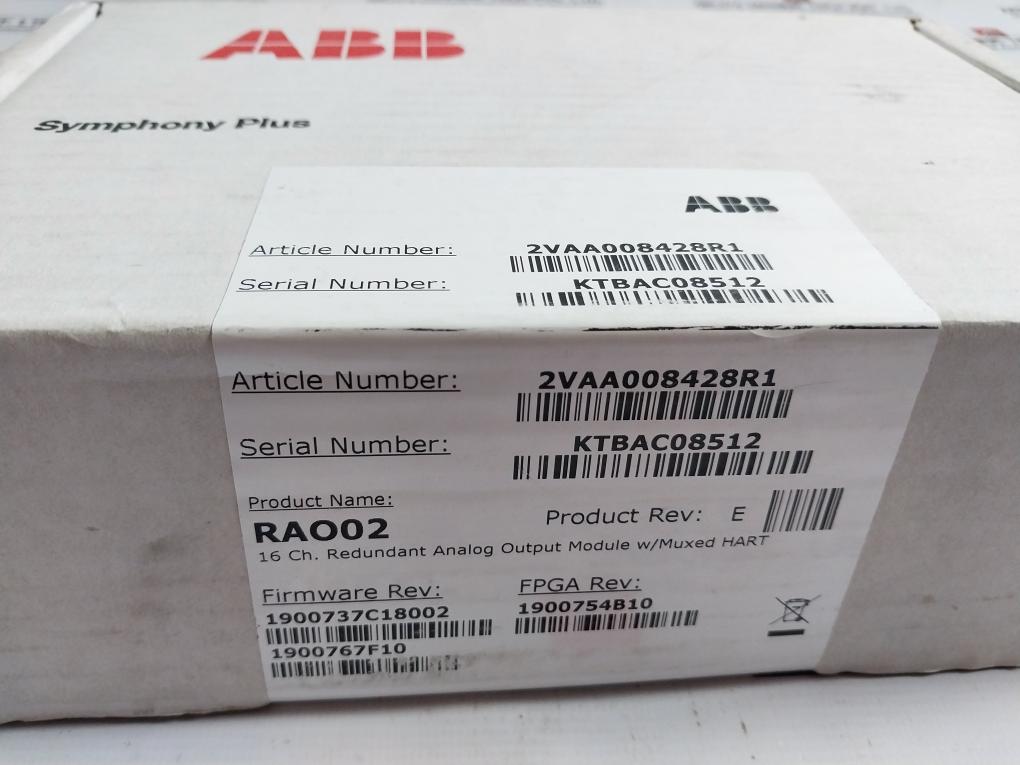 ABB
Symphony Plus
ABB
Article Number: 2VAA008428R1
Serial Number: KTBAC08512
Article Number: 2VAA008428R1
Serial Number: KTBAC08512
Product Name:
RAO02 Product Rev: E
16 Ch. Redundant Analog Output Module w/Muxed HART
Firmware Rev: FPGA Rev:
1900737C18002 1900754B10
1900767F10